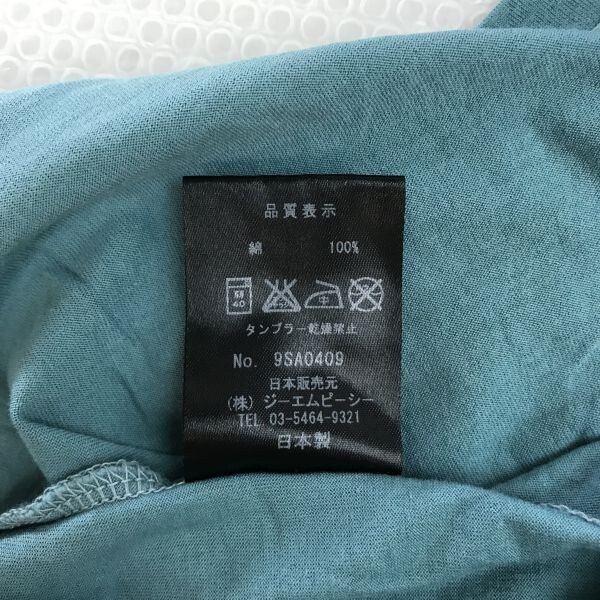 品質表示
綿 100%
弱
40
タンブラー乾燥禁止
No. 9SA0409
日本販売元
(株) ジーエムピーシー
TEL 03-5464-9321
日本製